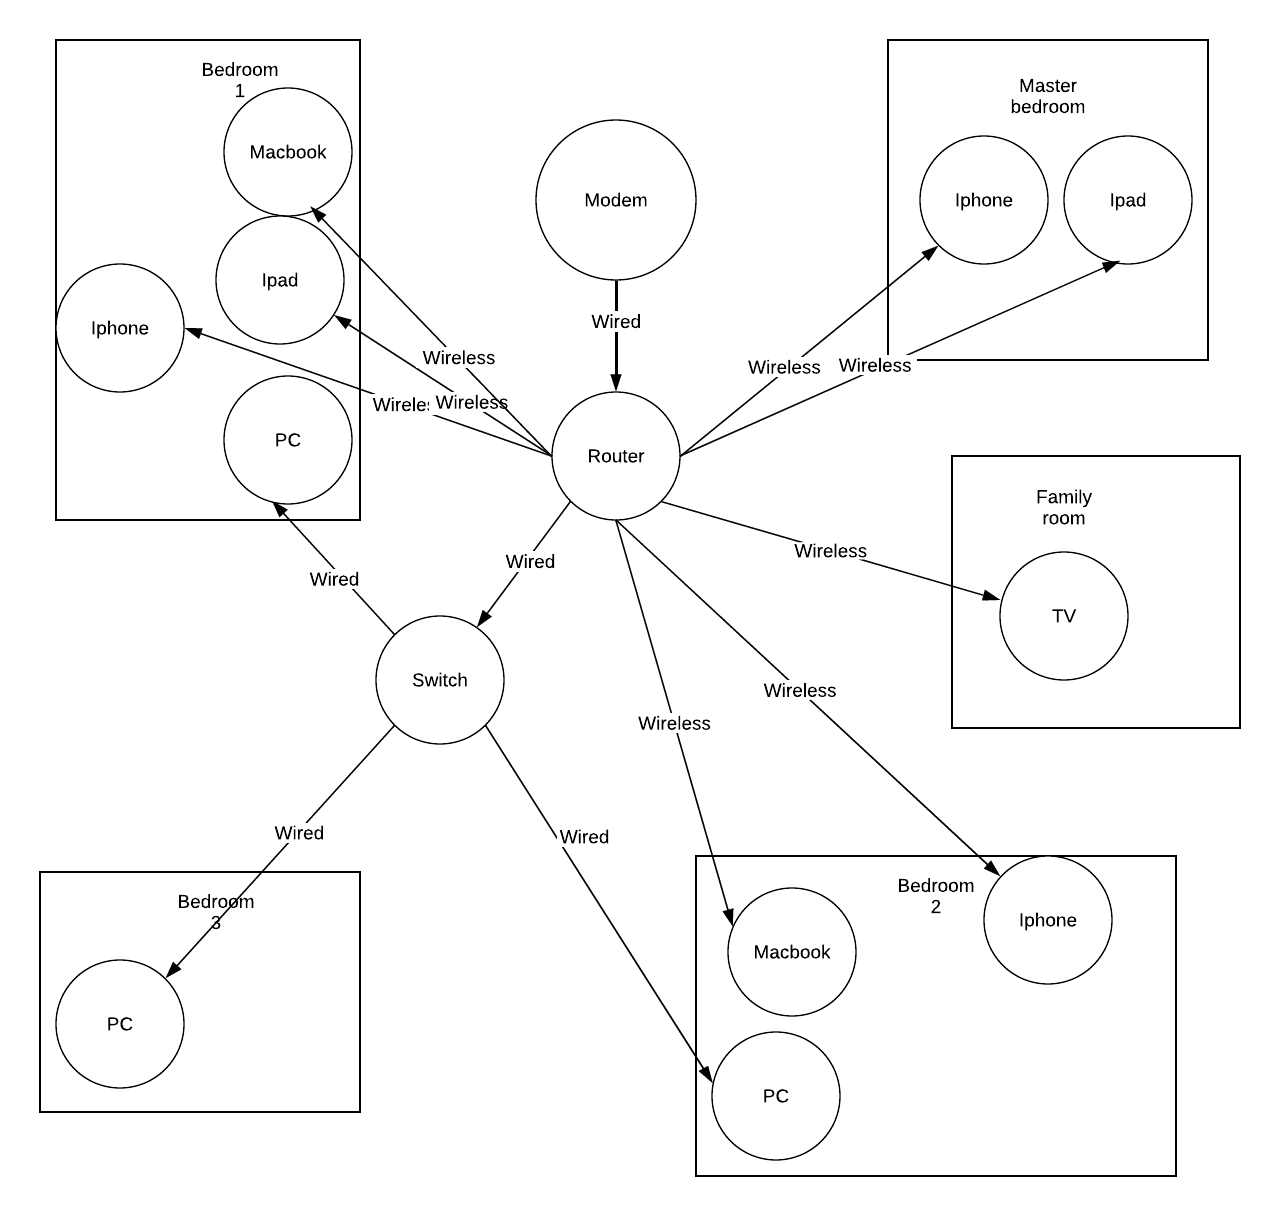 Bedroom
1
Macbook
Ipad
Iphone
PC
Modem
Wired
Router
Master
bedroom
Iphone
Ipad
Wireless
Wireless
Wireless
Wireless
Wireles
Family
room
TV
Wireless
Wired
Wired
Switch
Wireless
Wireless
Wired
Wired
Bedroom
3
PC
Bedroom
2
Iphone
Macbook
PC